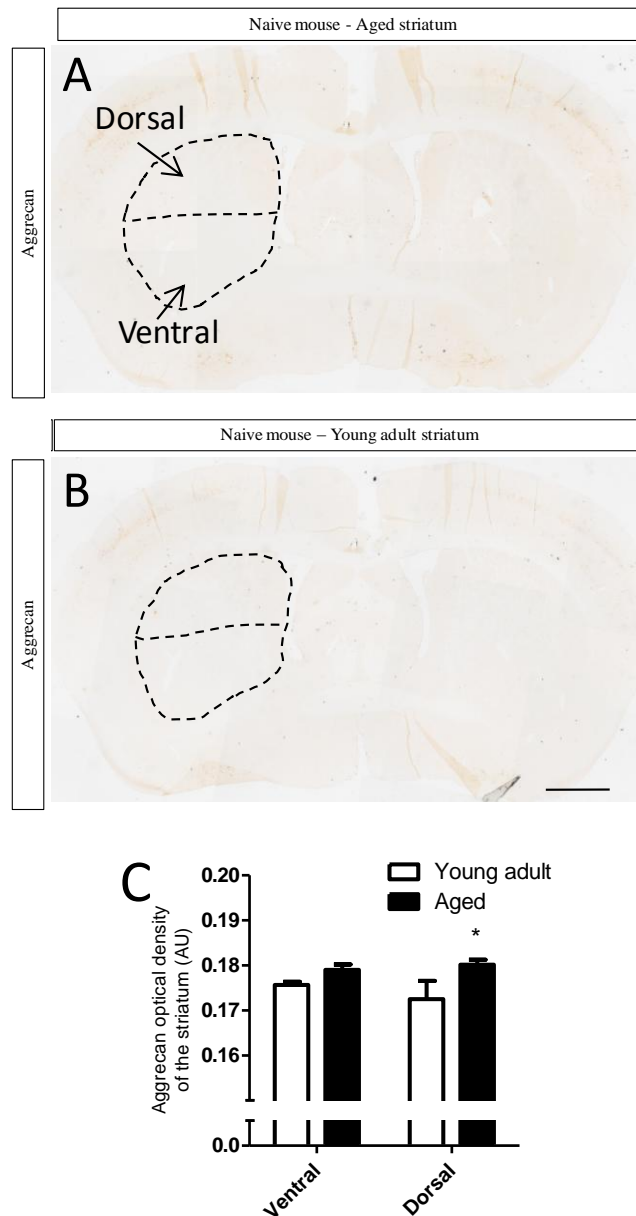 Naive mouse - Aged striatum
Aggrecan
A
Dorsal
Ventral
Naive mouse – Young adult striatum
Aggrecan
B
C
Young adult
Aged
*
Aggrecan optical density
of the striatum (AU)
0.20
0.19
0.18
0.17
0.16
0.0
Ventral
Dorsal